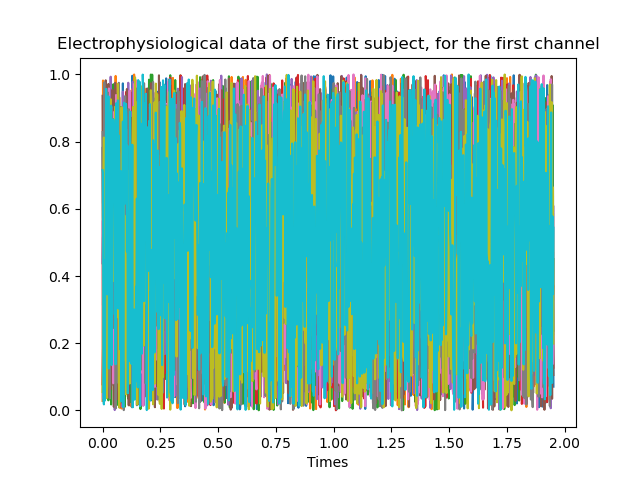 Electrophysiological data of the first subject, for the first channel
1.0
0.8
0.6
0.4
0.2
0.0
0.00 0.25 0.50 0.75 1.00 1.25 1.50 1.75 2.00
Times